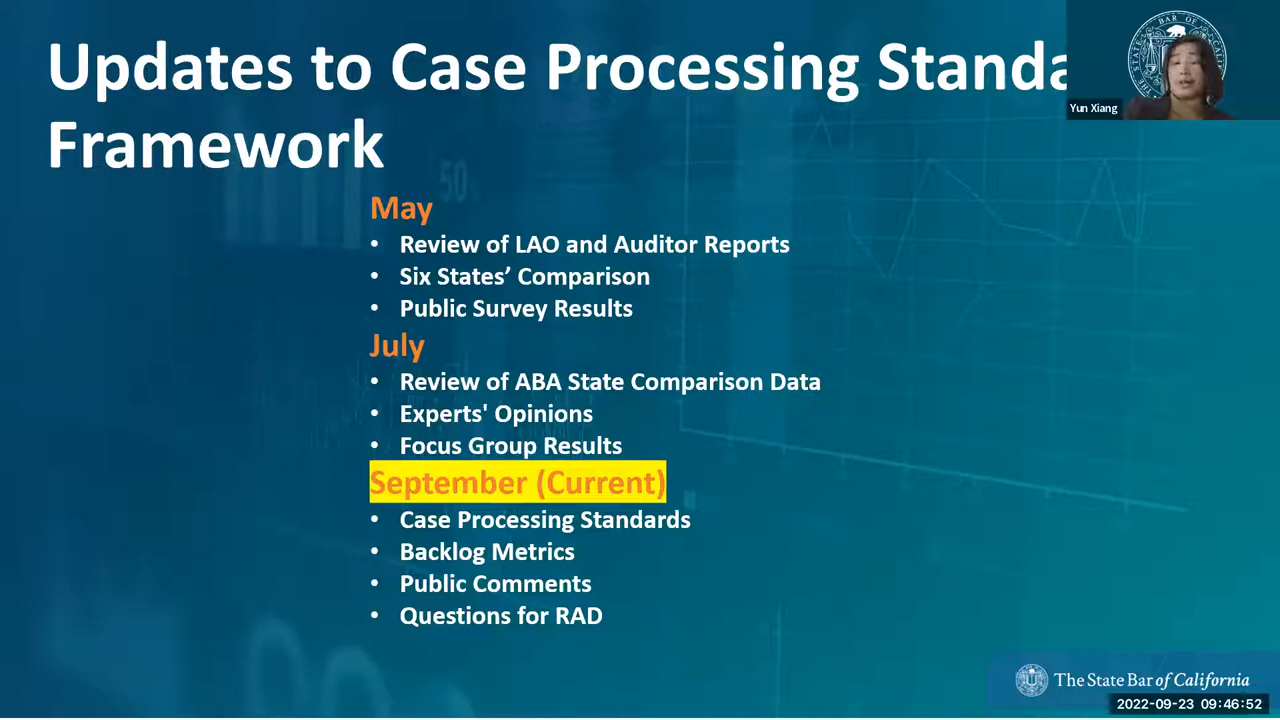 Updates to Case Processing Standa
Framework
Yun Xiang
May
• Review of LAO and Auditor Reports
• Six States’ Comparison
• Public Survey Results
July
• Review of ABA State Comparison Data
• Experts' Opinions
• Focus Group Results
September (Current)
• Case Processing Standards
• Backlog Metrics
• Public Comments
• Questions for RAD
50
The State Bar of California
2022-09-23 09:46:52